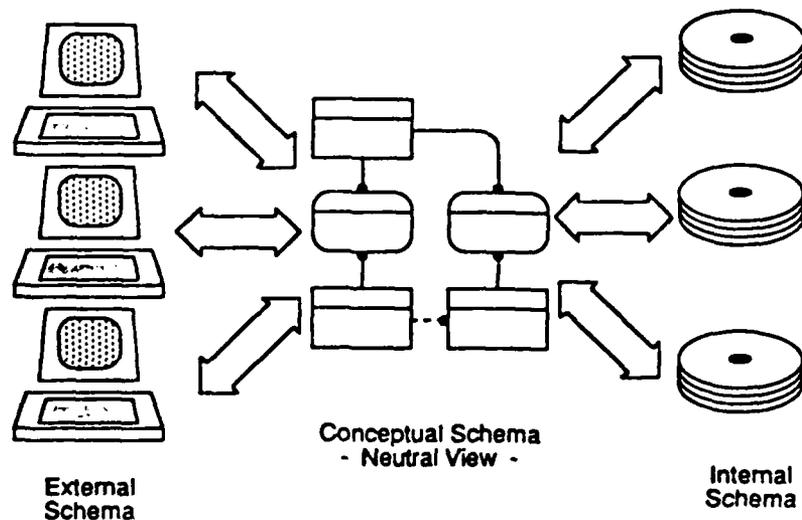 Conceptual Schema
- Neutral View -
External
Schema
Internal
Schema